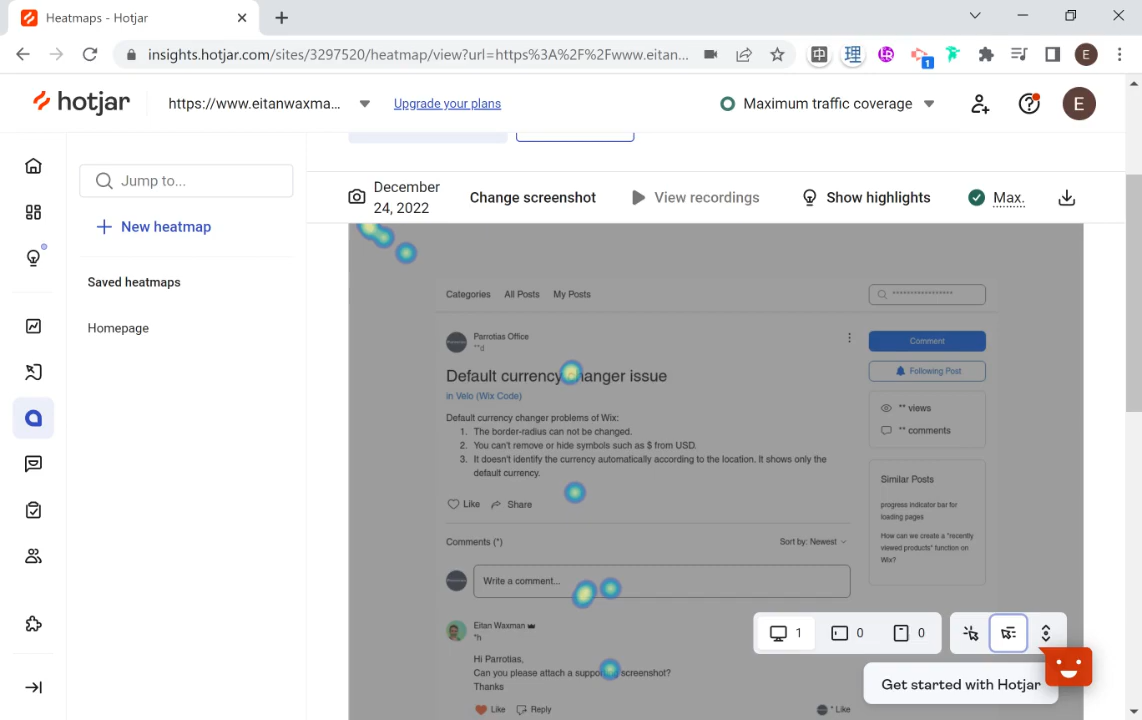 Heatmaps - Hotjar
insights.hotjar.com/sites/3297520/heatmap/view?url=https%3A%2F%2Fwww.eitan...
中
理
LR
1
E
hotjar
https://www.eitanwaxma...
Upgrade your plans
Maximum traffic coverage
E
Jump to...
New heatmap
Saved heatmaps
Homepage
December
24, 2022
Change screenshot
View recordings
Show highlights
Max.
Categories
All Posts
My Posts
*****************
Parrotias Office
**d
Default currency changer issue
in Velo (Wix Code)
Default currency changer problems of Wix:
1. The border-radius can not be changed.
2. You can't remove or hide symbols such as $ from USD.
3. It doesn't identify the currency automatically according to the location. It shows only the
default currency.
Like
Share
Comments (*)
Sort by: Newest
Write a comment...
Eitan Waxman
*h
Hi Parrotias,
Can you please attach a supporting screenshot?
Thanks
Like
Reply
* Like
Comment
Following Post
** views
** comments
Similar Posts
progress indicator bar for
loading pages
How can we create a "recently
viewed products" function on
Wix?
1
0
0
Get started with Hotjar